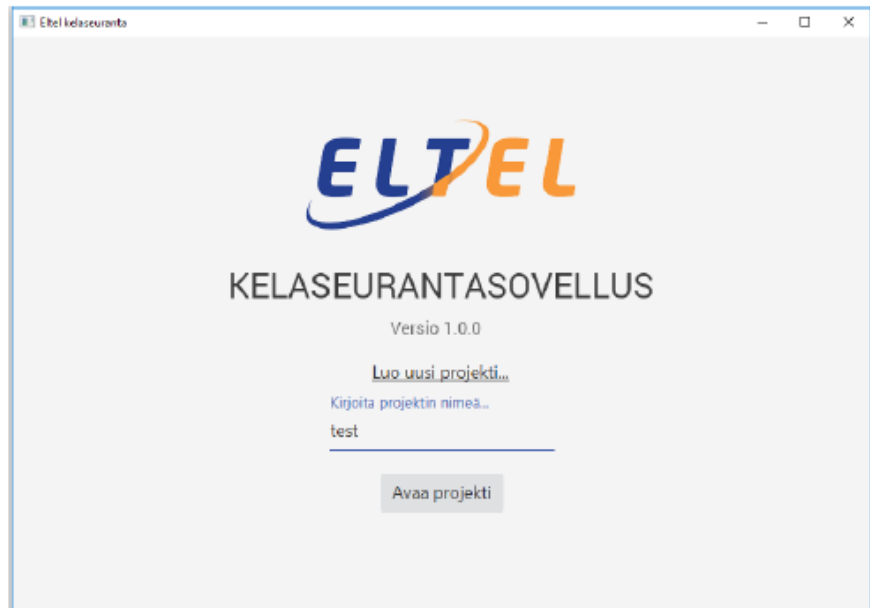 Eltel kelaseuranta
ELTEL
KELASEURANTASOVELLUS
Versio 1.0.0
Luo uusi projekti...
Kirjoita projektin nimeä...
test
Avaa projekti